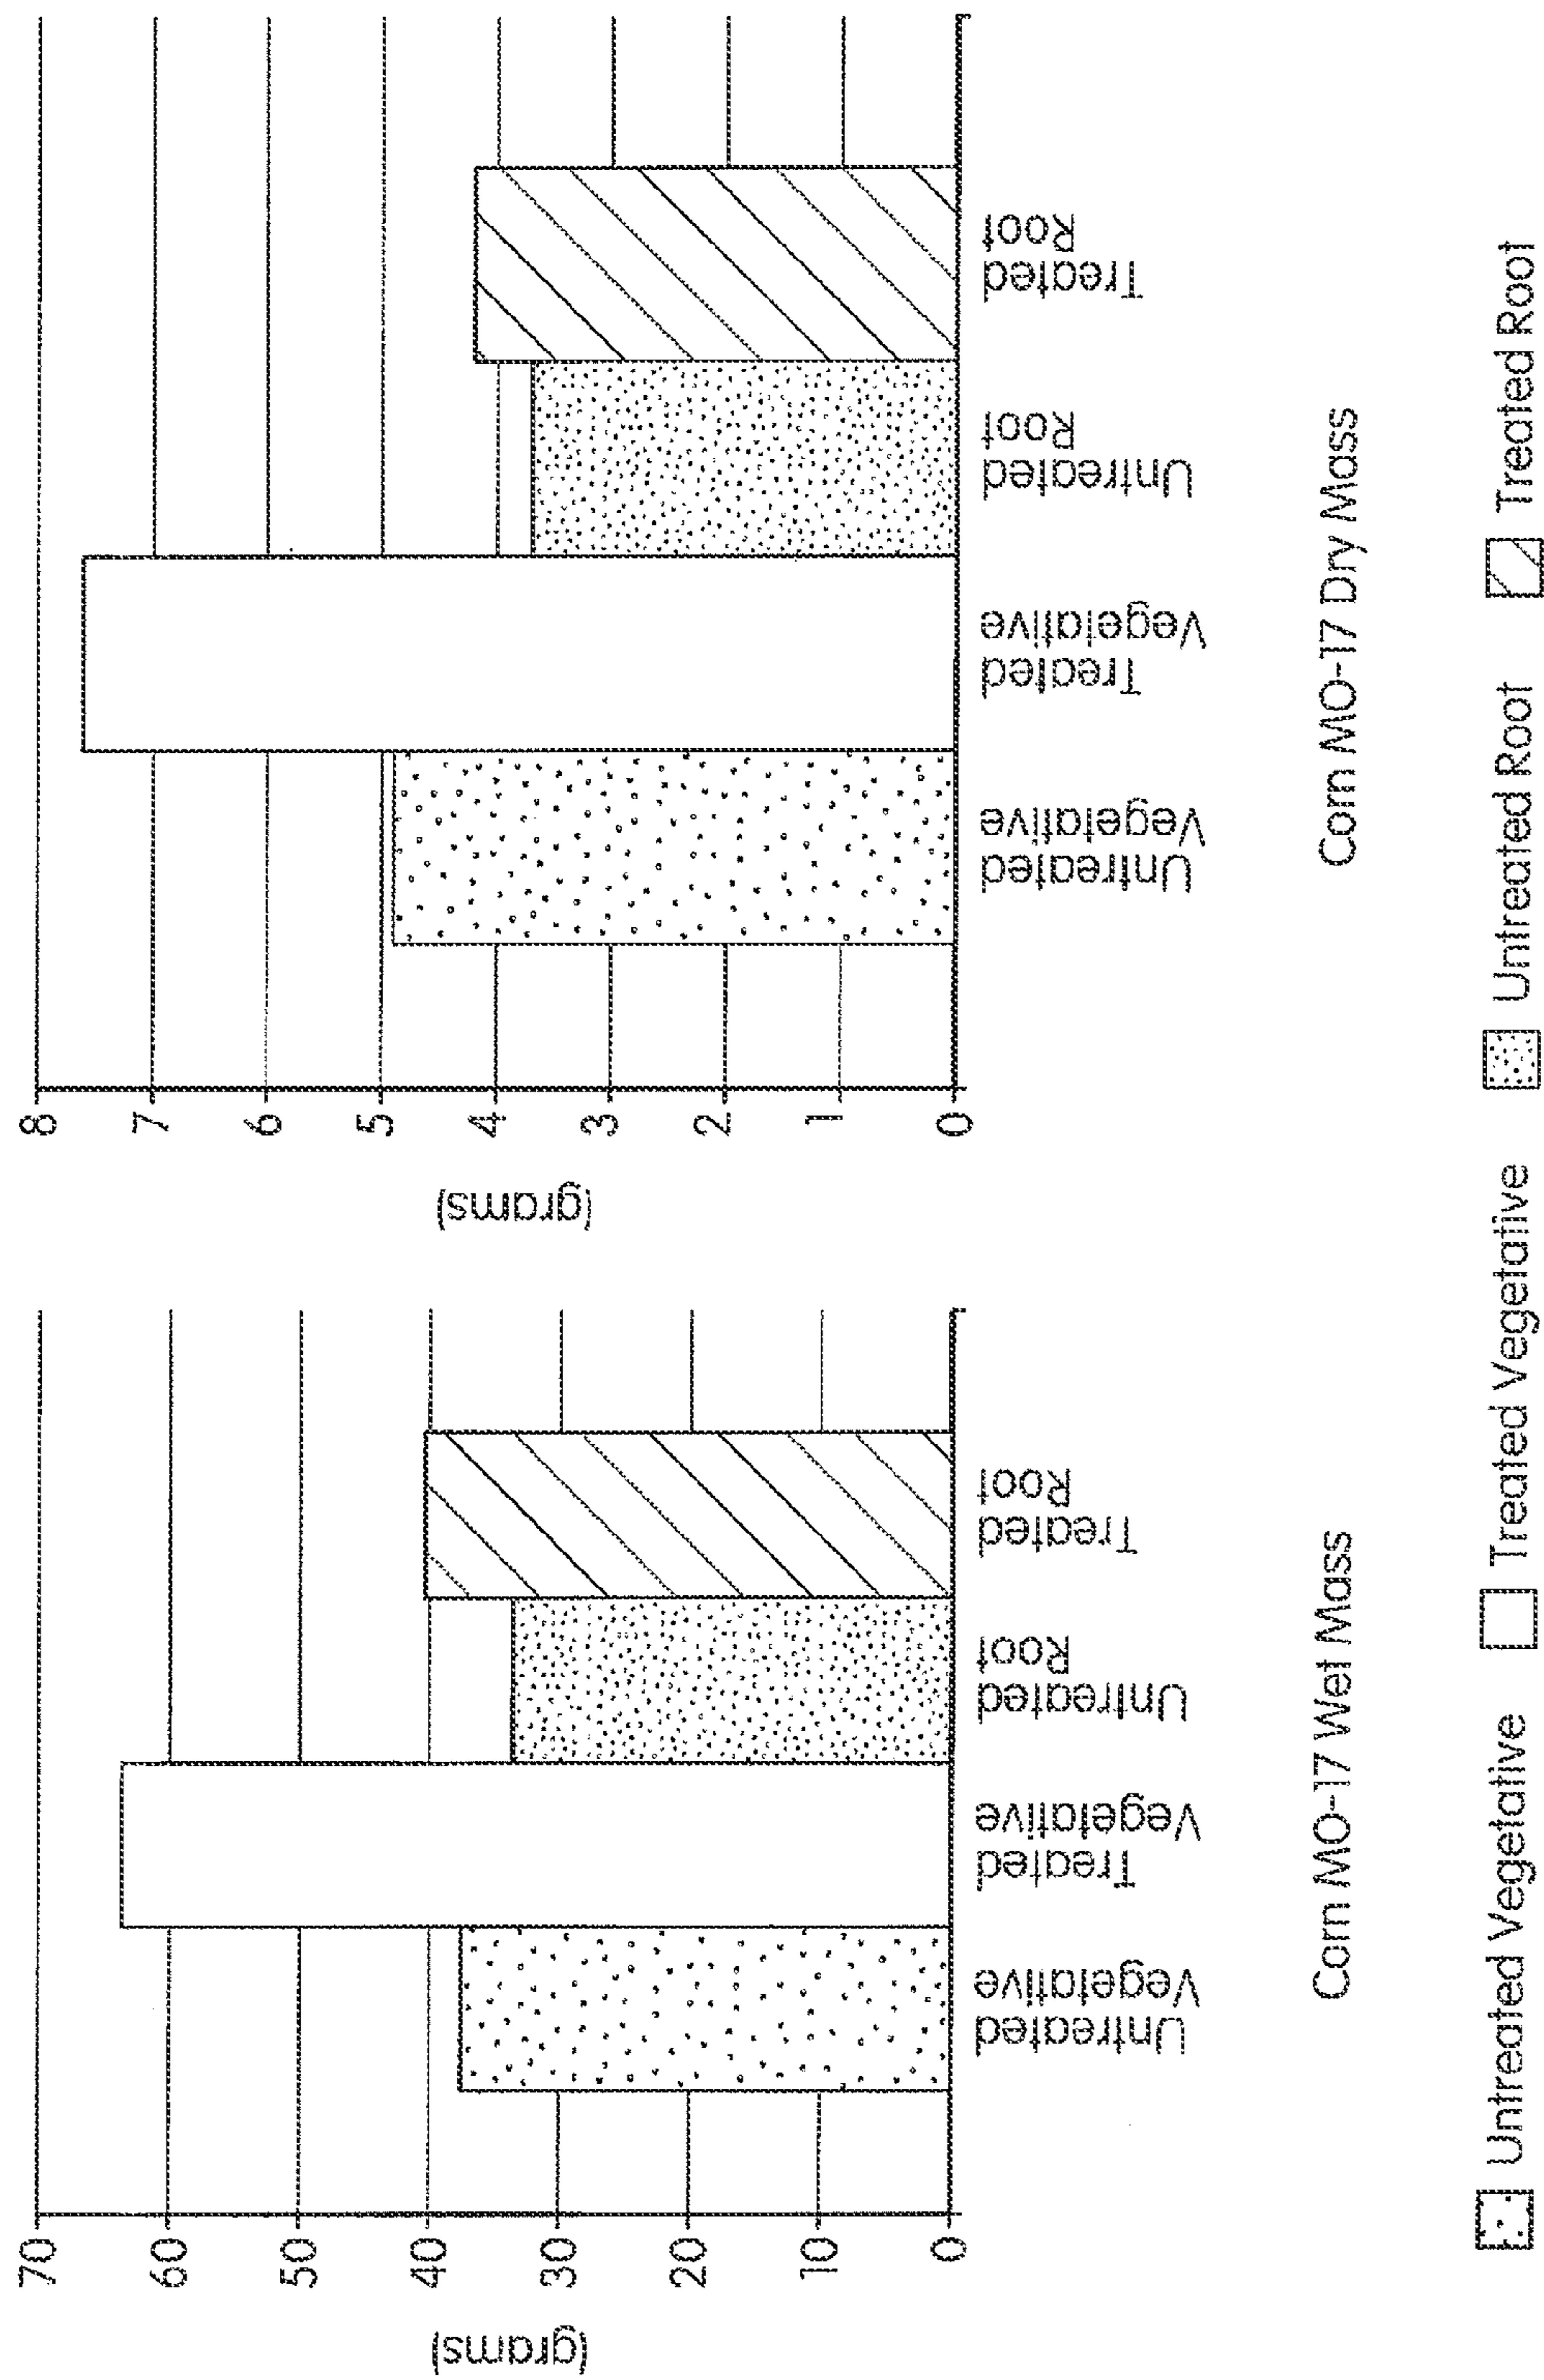 70
60
50
40
30
20
10
0
(grams)
Untreated
Vegetative
Treated
Vegetative
Untreated
Root
Treated
Root
Corn MO-17 Wet Mass
8
7
6
5
4
3
2
1
0
(grams)
Untreated
Vegetative
Treated
Vegetative
Untreated
Root
Treated
Root
Corn MO-17 Dry Mass
Untreated Vegetative Treated Vegetative Untreated Root Treated Root